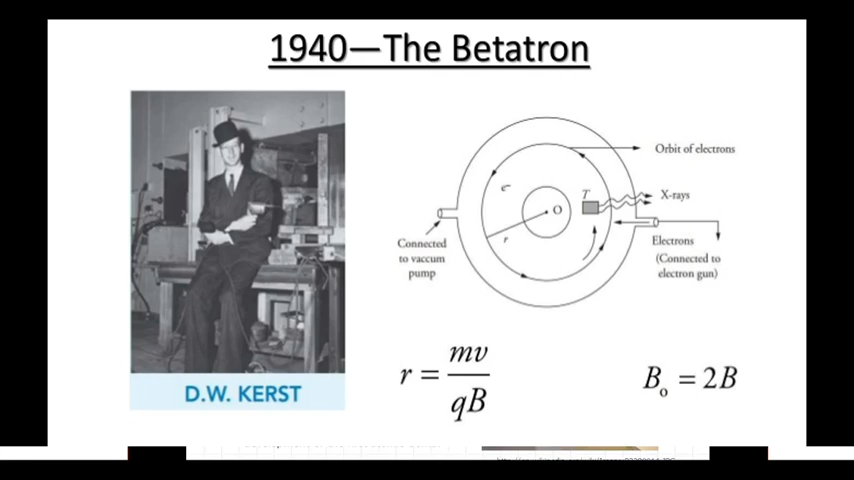 1940—The Betatron
D.W. KERST
Orbit of electrons
e
T
X-rays
O
r
Connected
to vaccum
pump
Electrons
(Connected to
electron gun)
r = mv
qB
Bo = 2B